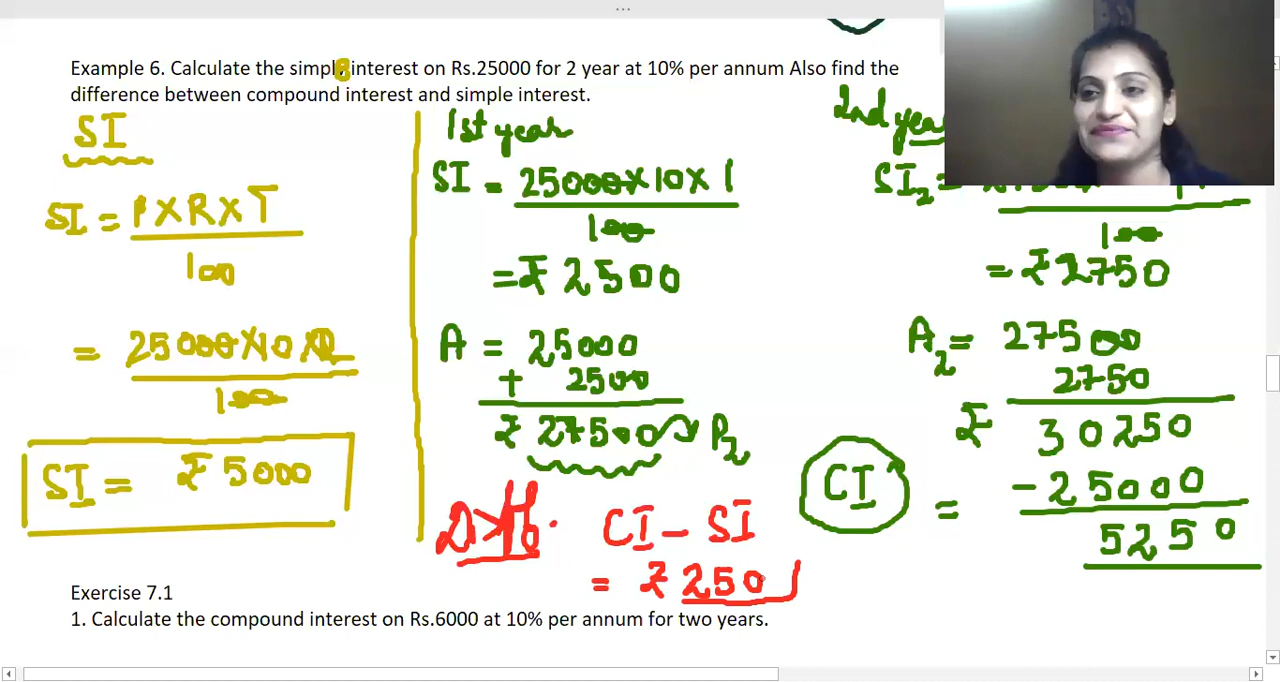 Example 6. Calculate the simple interest on Rs.25000 for 2 year at 10% per annum Also find the
difference between compound interest and simple interest.
SI
SI = P X R X T
100
= 25000 X 10 X 2
100
SI = ₹ 5000
1st year
SI = 25000 X 10 X 1
100
= ₹ 2500
A = 25000
+ 2500
₹ 27500 → P2
Diff. CI - SI
= ₹ 250
2nd year
SI2 =
100
= ₹ 2750
A2 = 27500
2750
₹ 30250
CI = - 25000
5250
Exercise 7.1
1. Calculate the compound interest on Rs.6000 at 10% per annum for two years.